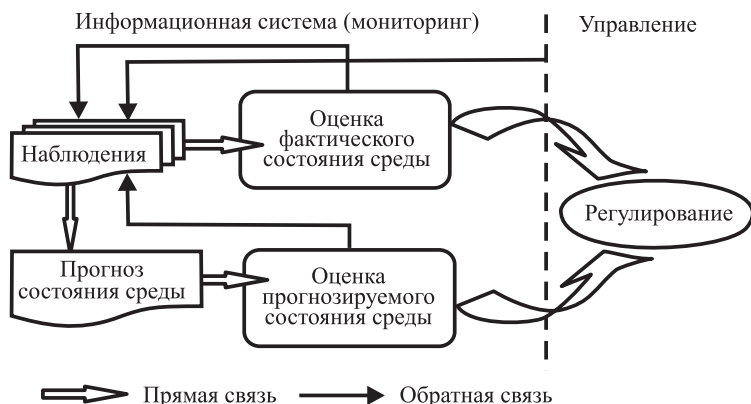 Информационная система (мониторинг)
Управление
Наблюдения
Оценка
фактического
состояния среды
Регулирование
Прогноз
состояния среды
Оценка
прогнозируемого
состояния среды
Прямая связь
Обратная связь